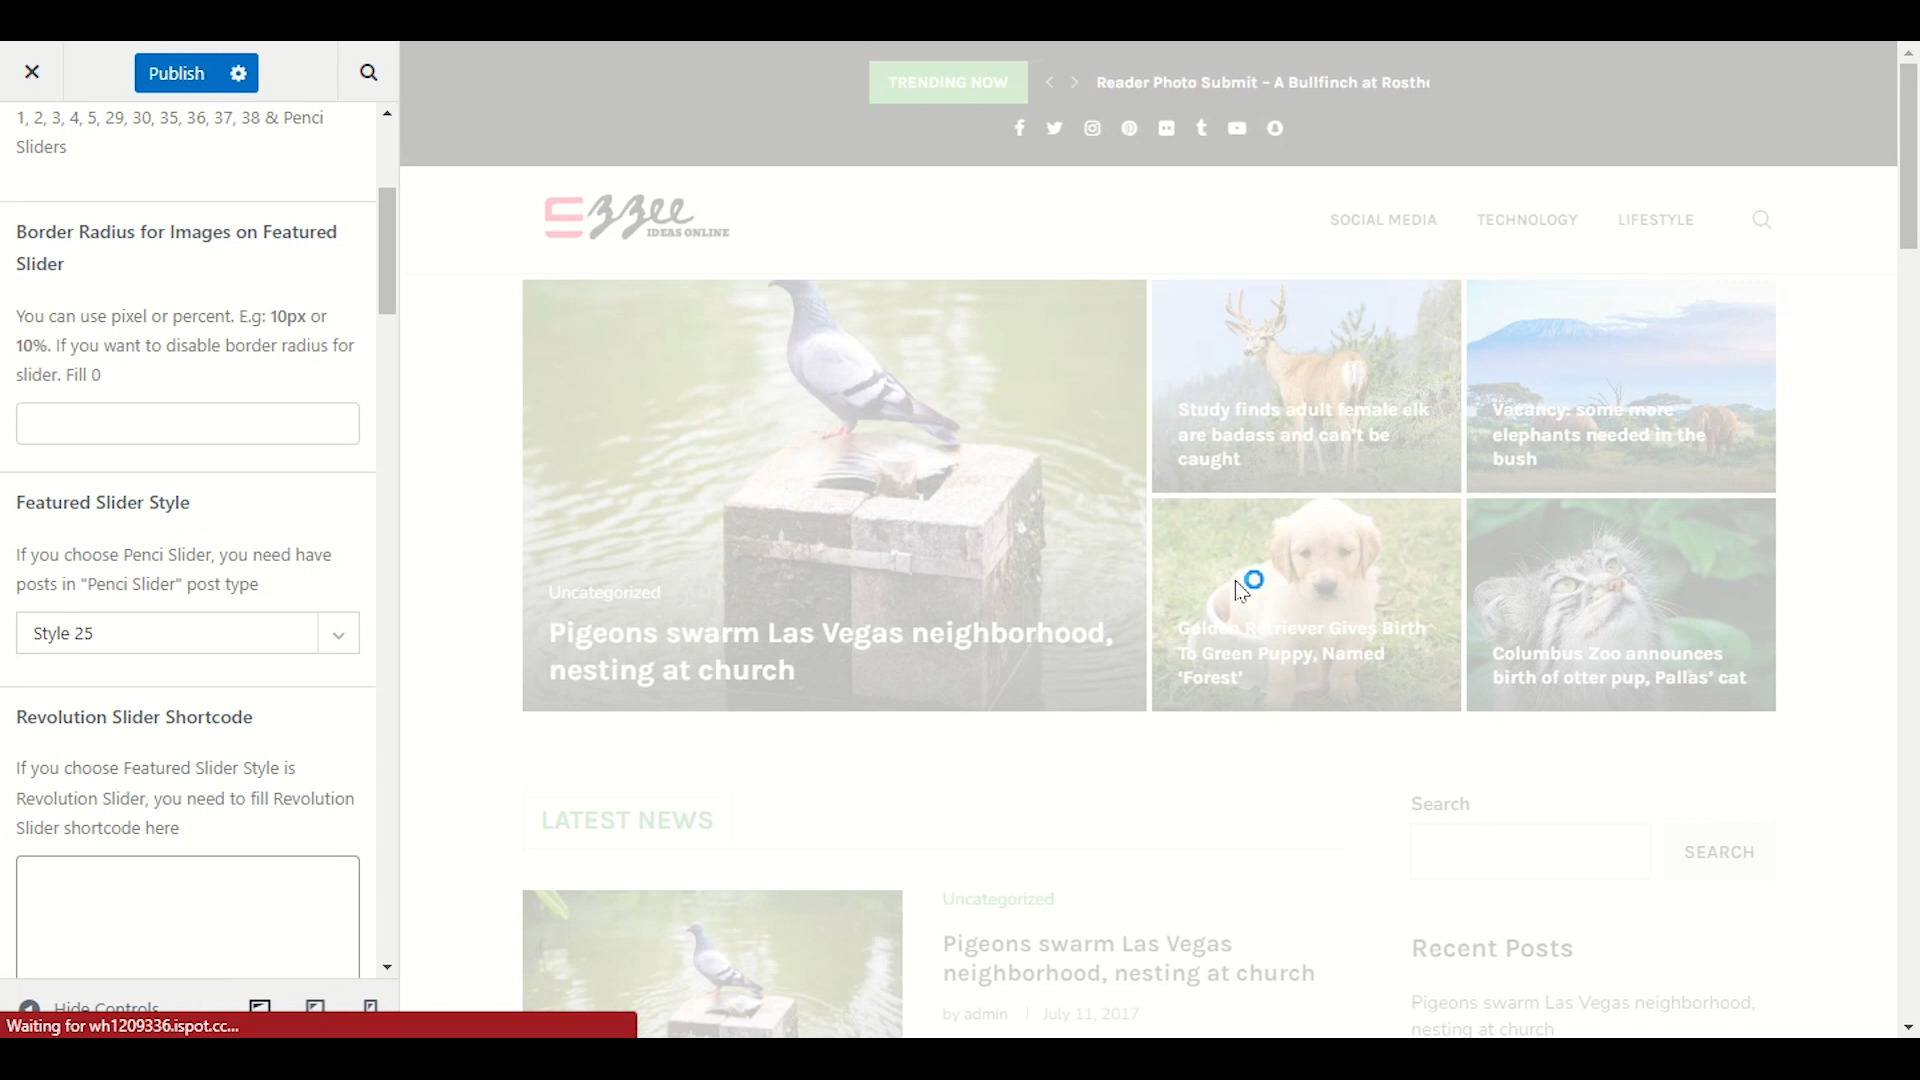 Publish
1, 2, 3, 4, 5, 29, 30, 35, 36, 37, 38 & Penci
Sliders
Border Radius for Images on Featured
Slider
You can use pixel or percent. E.g: 10px or
10%. If you want to disable border radius for
slider. Fill 0
Featured Slider Style
If you choose Penci Slider, you need have
posts in "Penci Slider" post type
Style 25
Revolution Slider Shortcode
If you choose Featured Slider Style is
Revolution Slider, you need to fill Revolution
Slider shortcode here
Hide Controls
Waiting for wh1209336.ispot.cc...
TRENDING NOW
Reader Photo Submit – A Bullfinch at
Ezzee
IDEAS ONLINE
SOCIAL MEDIA
TECHNOLOGY
LIFESTYLE
Uncategorized
Pigeons swarm Las Vegas neighborhood,
nesting at church
Study finds adult female elk
are badass and can't be
caught
Vacancy: some more
elephants needed in the
bush
Golden Retriever Gives Birth
To Green Puppy, Named
‘Forest’
Columbus Zoo announces
birth of otter pup, Pallas’ cat
LATEST NEWS
Uncategorized
Pigeons swarm Las Vegas
neighborhood, nesting at church
by admin
July 11, 2017
Search
SEARCH
Recent Posts
Pigeons swarm Las Vegas neighborhood,
nesting at church